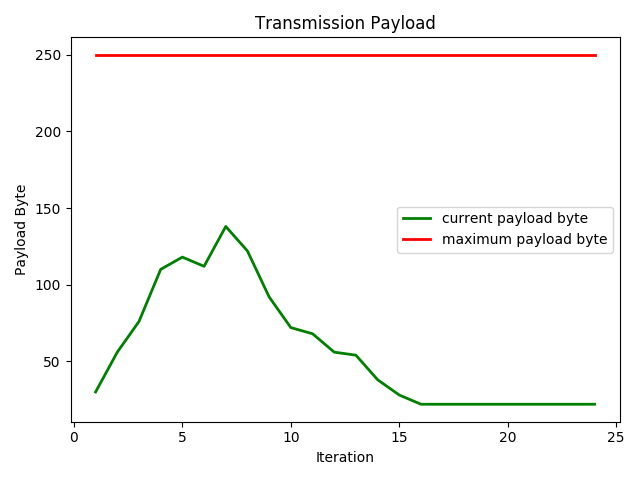 Transmission Payload
250
200
150
100
50
Payload Byte
current payload byte
maximum payload byte
0 5 10 15 20 25
Iteration